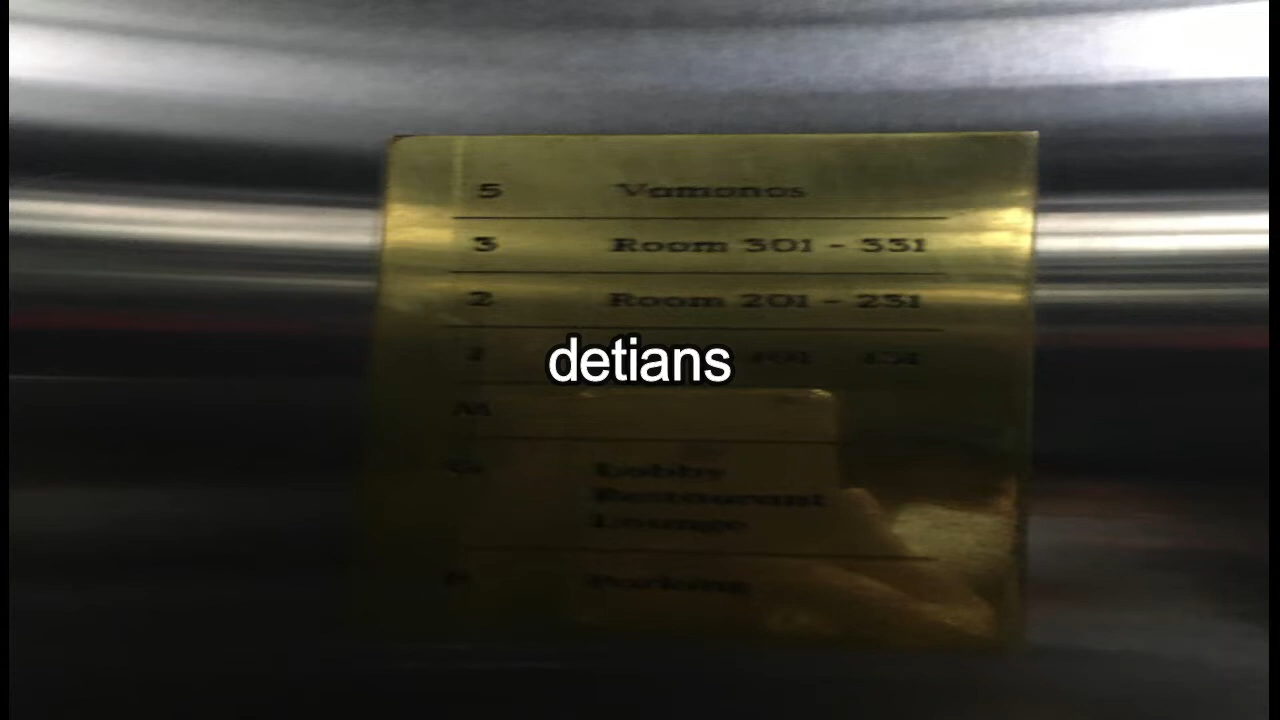 5 Vamonos
3 Room 301 - 331
2 Room 201 - 231
detians
M
G Lobby
Restaurant
Lounge
P Parking